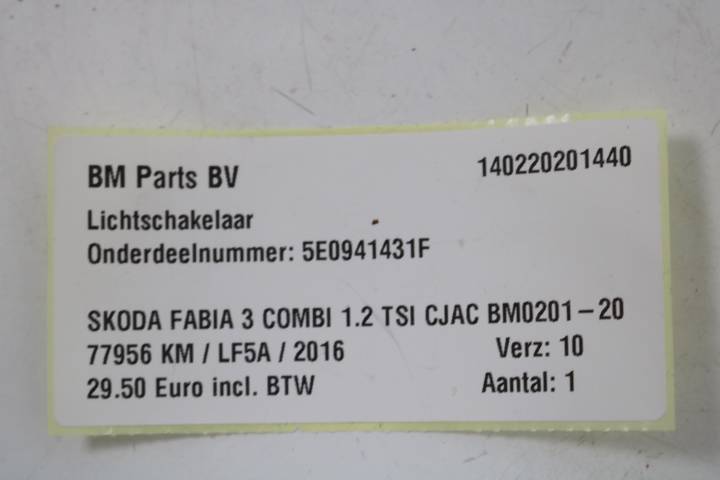 BM Parts BV
140220201440
Lichtschakelaar
Onderdeelnummer: 5E0941431F
SKODA FABIA 3 COMBI 1.2 TSI CJAC BM0201-20
77956 KM / LF5A / 2016 Verz: 10
29.50 Euro incl. BTW Aantal: 1